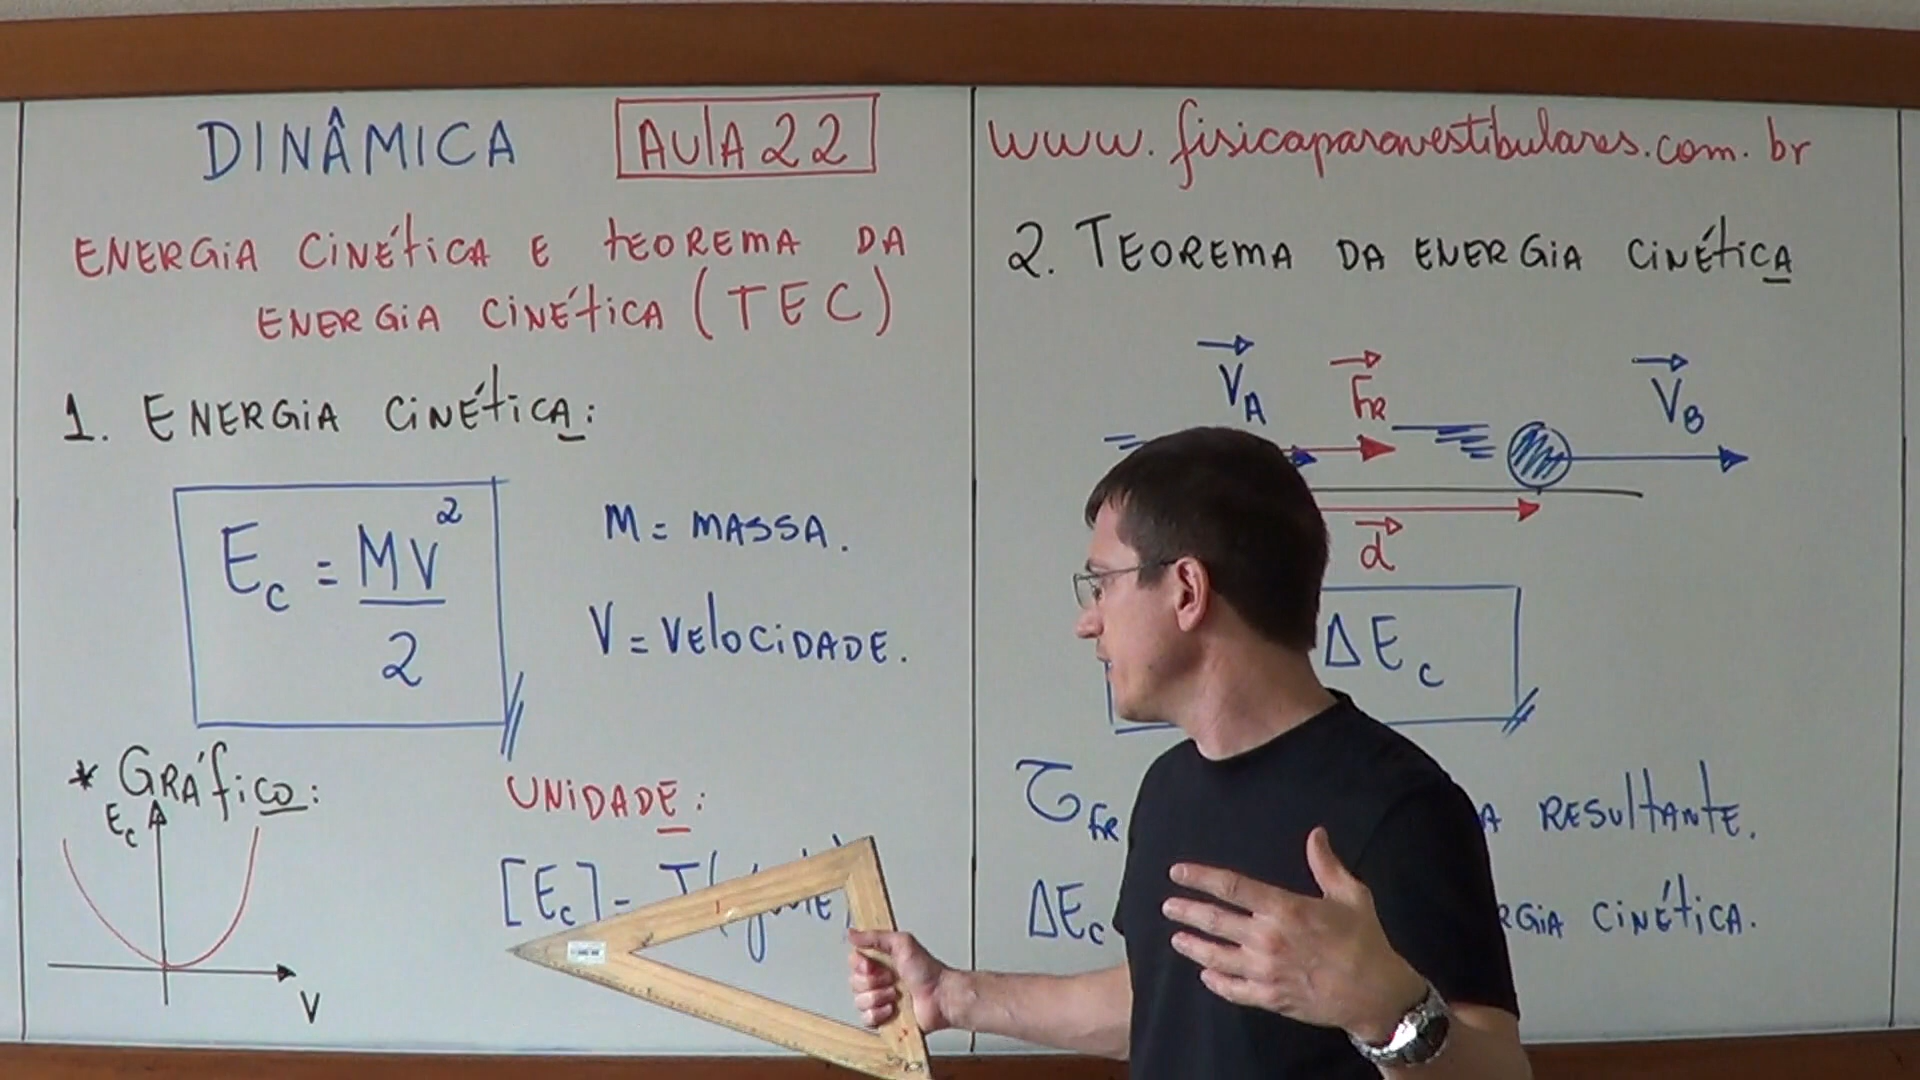 DINÂMICA AULA 22
ENERGIA CINÉTICA E TEOREMA DA
ENERGIA CINÉTICA (TEC)
1. ENERGIA CINÉTICA:
Ec = MV²
2
M = MASSA.
V = VELOCIDADE.
* GRÁFICO:
Ec
V
UNIDADE:
[Ec] =
www.fisicaparavestibulares.com.br
2. TEOREMA DA ENERGIA CINÉTICA
VA FR VB
d
ΔEc
τFR A RESULTANTE.
ΔEc RGIA CINÉTICA.